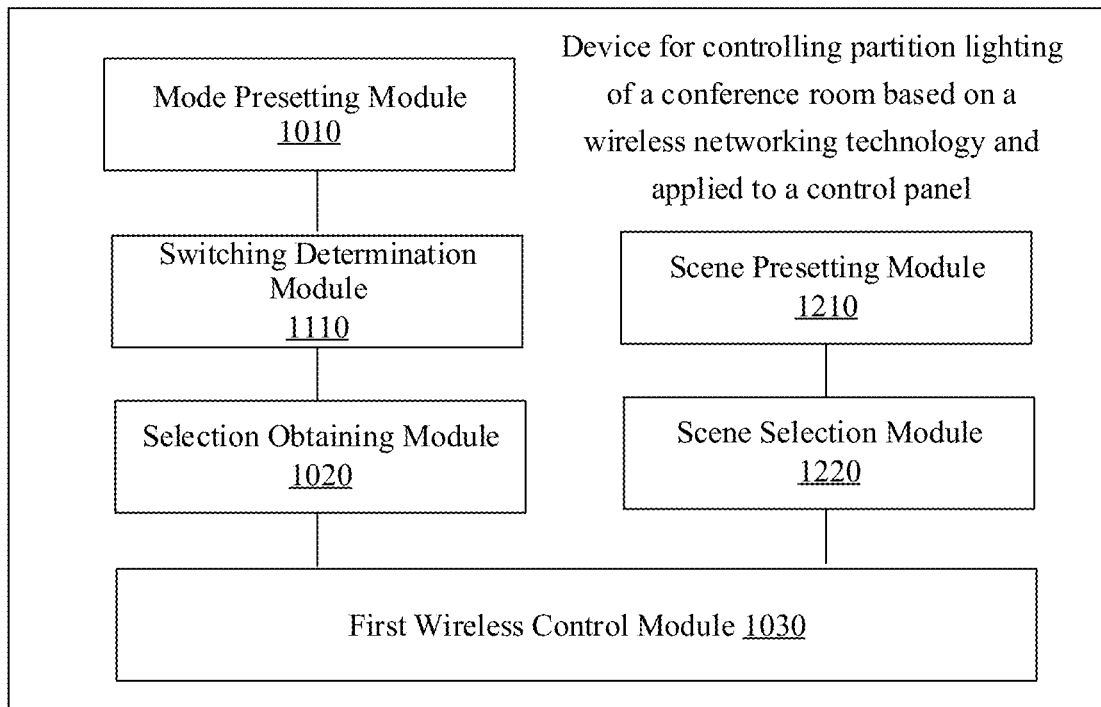 Device for controlling partition lighting
of a conference room based on a
wireless networking technology and
applied to a control panel
Mode Presetting Module
1010
Switching Determination
Module
1110
Selection Obtaining Module
1020
Scene Presetting Module
1210
Scene Selection Module
1220
First Wireless Control Module 1030